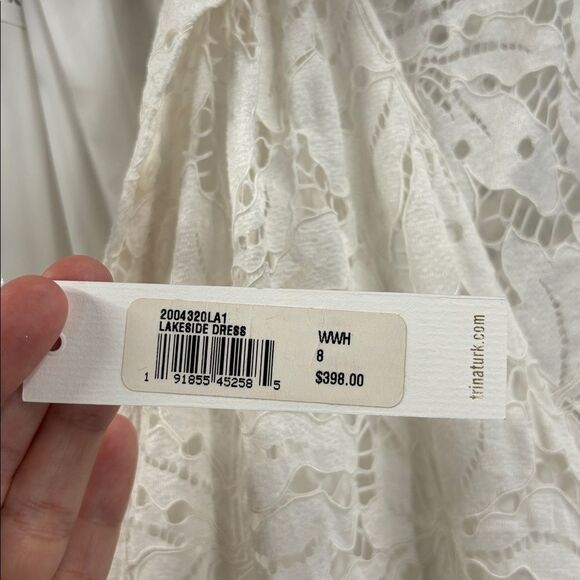 2004320LA1
LAKESIDE DRESS
WWH
8
$398.00
1 91855 45258 5
trinaturk.com